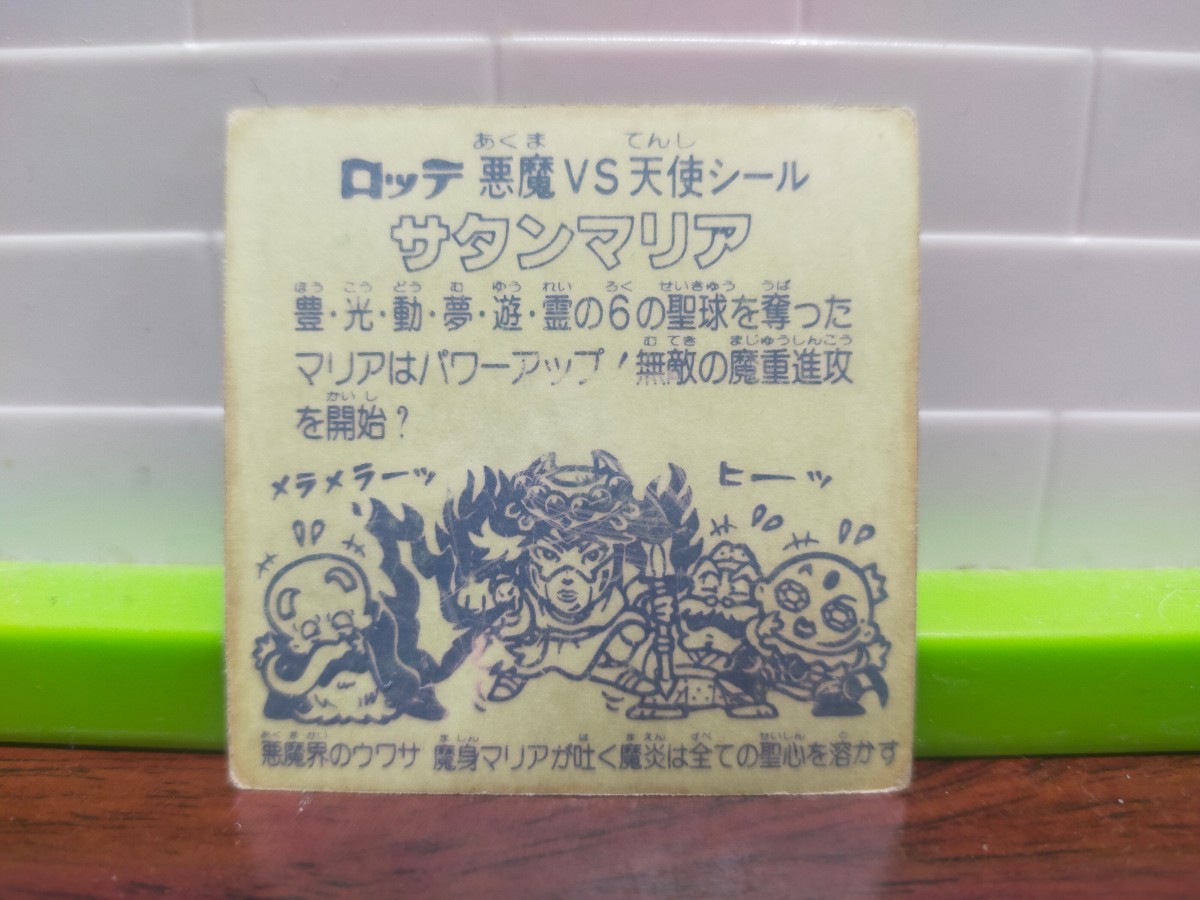 あくま てんし
ロッテ 悪魔VS天使シール
サタンマリア
ほう こう どう む ゆう れい ろく せいきゅう うば
豊・光・動・夢・遊・霊の6の聖球を奪った
むてき まじゅうしんこう
マリアはパワーアップ!無敵の魔重進攻
かいし
を開始?
メラメラーッ ヒーッ
あくまかい ましん は まえん すべ せいしん と
悪魔界のウワサ 魔身マリアが吐く魔炎は全ての聖心を溶かす